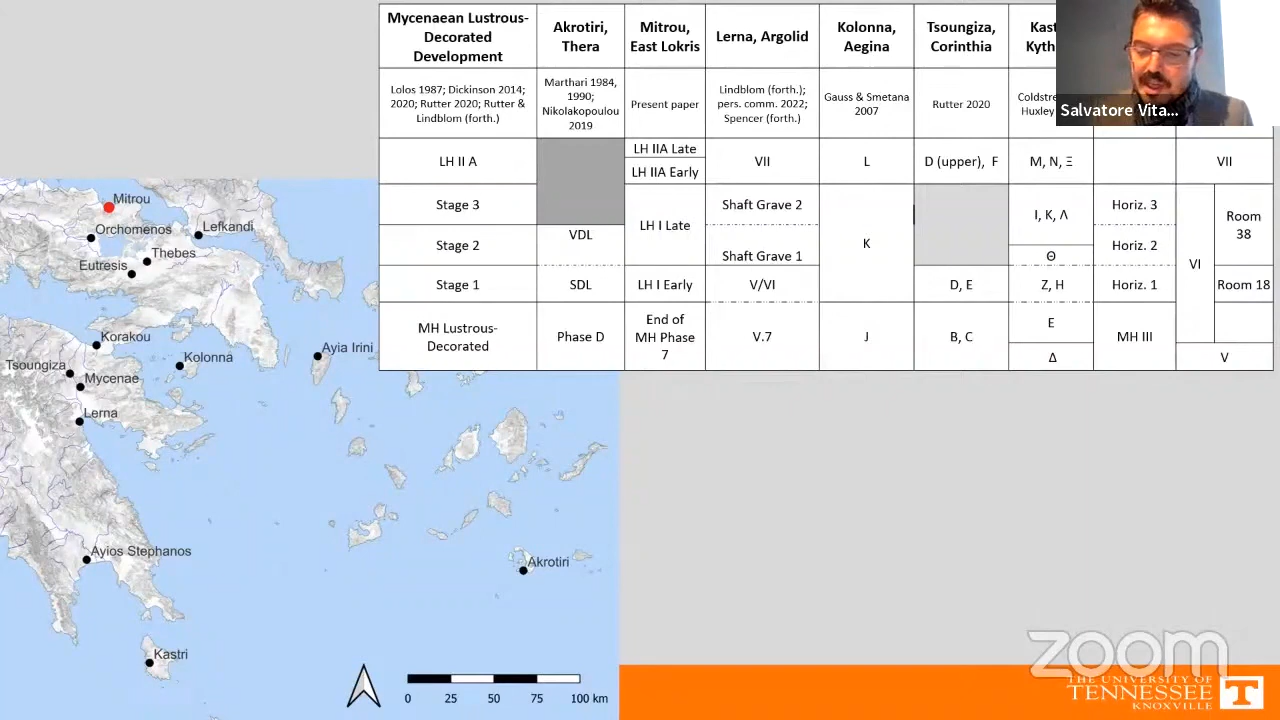 Mycenaean Lustrous-
Decorated
Development
Akrotiri,
Thera
Mitrou,
East Lokris
Lerna, Argolid
Kolonna,
Aegina
Tsoungiza,
Corinthia
Lolos 1987; Dickinson 2014;
2020; Rutter 2020; Rutter &
Lindblom (forth.)
Marthari 1984,
1990;
Nikolakopoulou
2019
Present paper
Lindblom (forth.);
pers. comm. 2022;
Spencer (forth.)
Gauss & Smetana
2007
Rutter 2020
Huxley
Salvatore Vita...
LH II A
LH IIA Late
LH IIA Early
VII
L
D (upper), F
M, N, Ξ
VII
Stage 3
LH I Late
Shaft Grave 2
K
I, K, Λ
Horiz. 3
VI
Room
38
Stage 2
VDL
Shaft Grave 1
Θ
Horiz. 2
Stage 1
SDL
LH I Early
V/VI
D, E
Z, H
Horiz. 1
Room 18
MH Lustrous-
Decorated
Phase D
End of
MH Phase
7
V.7
J
B, C
E
Δ
MH III
V
Mitrou
Orchomenos
Lefkandi
Thebes
Eutresis
Korakou
Kolonna
Ayia Irini
Tsoungiza
Mycenae
Lerna
Ayios Stephanos
Akrotiri
Kastri
0 25 50 75 100 km
zoom
THE UNIVERSITY OF
TENNESSEE
KNOXVILLE
T